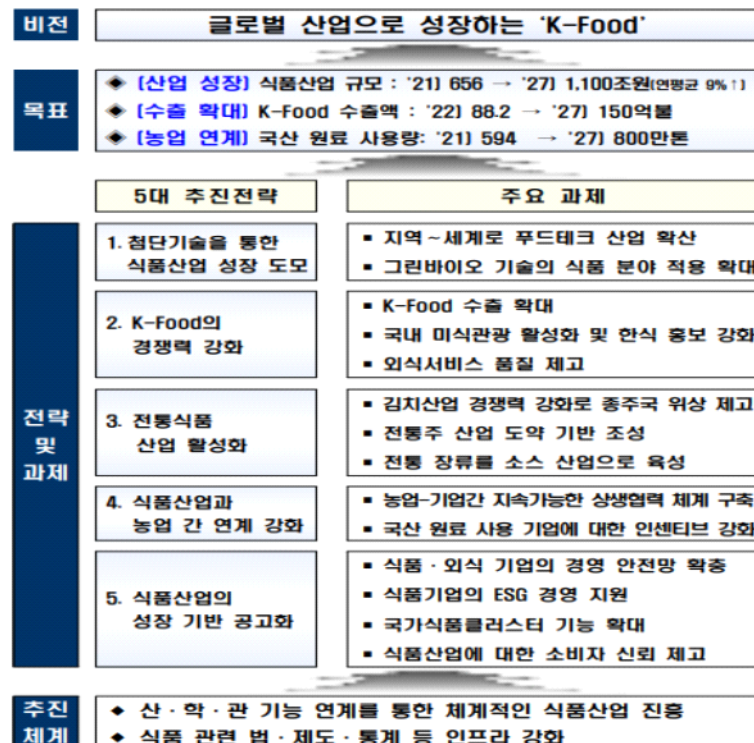 비전
글로벌 산업으로 성장하는 'K-Food'
목표
◆ [산업 성장] 식품산업 규모 : '21) 656 → '27) 1,100조원(연평균 9%↑)
◆ [수출 확대] K-Food 수출액 : '22) 88.2 → '27) 150억불
◆ [농업 연계] 국산 원료 사용량: '21) 594 → '27) 800만톤
5대 추진전략
주요 과제
전략
및
과제
1. 첨단기술을 통한
식품산업 성장 도모
▪ 지역~세계로 푸드테크 산업 확산
▪ 그린바이오 기술의 식품 분야 적용 확대
2. K-Food의
경쟁력 강화
▪ K-Food 수출 확대
▪ 국내 미식관광 활성화 및 한식 홍보 강화
▪ 외식서비스 품질 제고
3. 전통식품
산업 활성화
▪ 김치산업 경쟁력 강화로 종주국 위상 제고
▪ 전통주 산업 도약 기반 조성
▪ 전통 장류를 소스 산업으로 육성
4. 식품산업과
농업 간 연계 강화
▪ 농업-기업간 지속가능한 상생협력 체계 구축
▪ 국산 원료 사용 기업에 대한 인센티브 강화
5. 식품산업의
성장 기반 공고화
▪ 식품·외식 기업의 경영 안전망 확충
▪ 식품기업의 ESG 경영 지원
▪ 국가식품클러스터 기능 확대
▪ 식품산업에 대한 소비자 신뢰 제고
추진
체계
◆ 산·학·관 기능 연계를 통한 체계적인 식품산업 진흥
◆ 식품 관련 법·제도·통계 등 인프라 강화